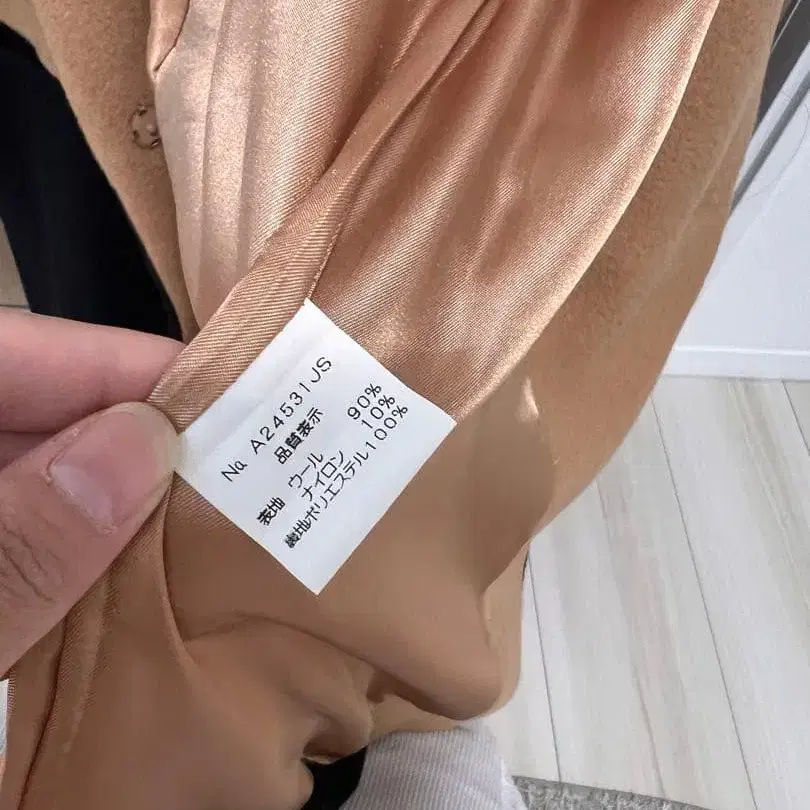 No. A24531JS
品質表示
表地 ウール 90%
ナイロン 10%
裏地ポリエステル100%